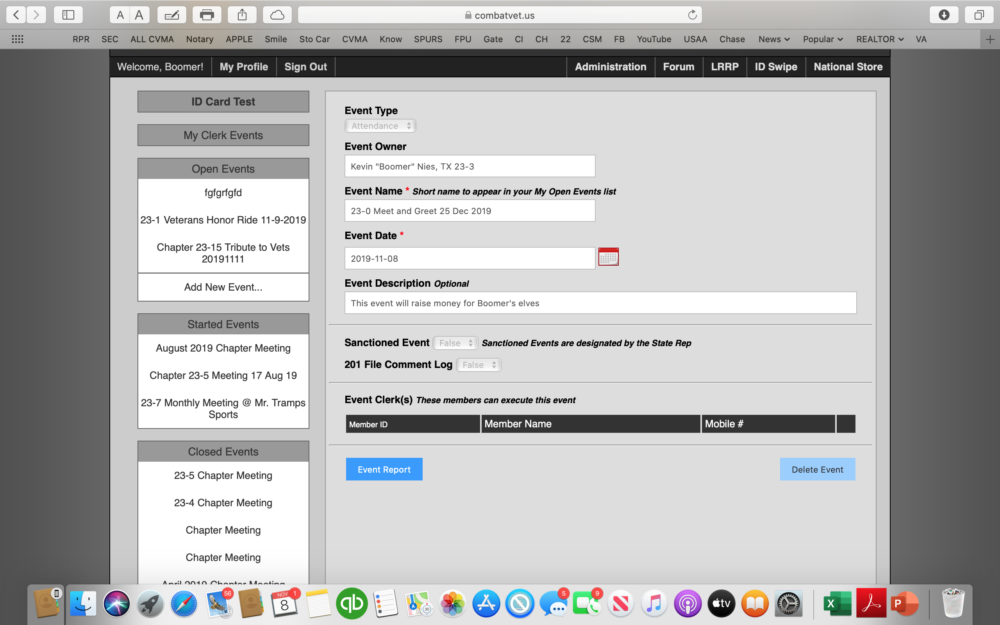 A A combatvet.us
RPR SEC ALL CVMA Notary APPLE Smile Sto Car CVMA Know SPURS FPU Gate CI CH 22 CSM FB YouTube USAA Chase News Popular REALTOR VA
Welcome, Boomer! My Profile Sign Out Administration Forum LRRP ID Swipe National Store
ID Card Test
My Clerk Events
Open Events
fgfgrfgfd
23-1 Veterans Honor Ride 11-9-2019
Chapter 23-15 Tribute to Vets
20191111
Add New Event...
Started Events
August 2019 Chapter Meeting
Chapter 23-5 Meeting 17 Aug 19
23-7 Monthly Meeting @ Mr. Tramps
Sports
Closed Events
23-5 Chapter Meeting
23-4 Chapter Meeting
Chapter Meeting
Chapter Meeting
April 2019 Chapter Meeting
Event Type
Attendance
Event Owner
Kevin "Boomer" Nies, TX 23-3
Event Name * Short name to appear in your My Open Events list
23-0 Meet and Greet 25 Dec 2019
Event Date *
2019-11-08
Event Description Optional
This event will raise money for Boomer's elves
Sanctioned Event False Sanctioned Events are designated by the State Rep
201 File Comment Log False
Event Clerk(s) These members can execute this event
Member ID Member Name Mobile #
Event Report Delete Event
56 NOV 1 8 qb 3D 5 9 tv X P